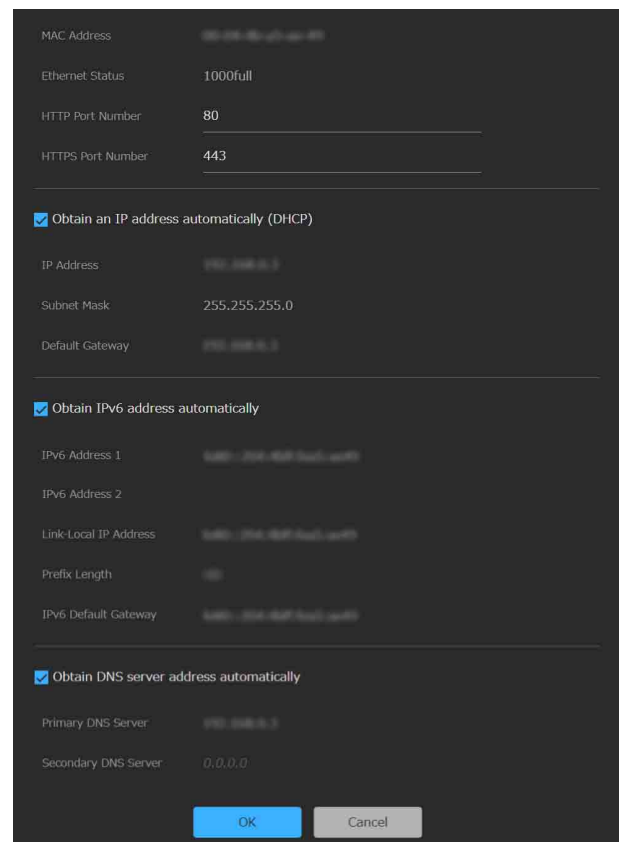 MAC Address
Ethernet Status 1000full
HTTP Port Number 80
HTTPS Port Number 443
Obtain an IP address automatically (DHCP)
IP Address
Subnet Mask 255.255.255.0
Default Gateway
Obtain IPv6 address automatically
IPv6 Address 1
IPv6 Address 2
Link-Local IP Address
Prefix Length
IPv6 Default Gateway
Obtain DNS server address automatically
Primary DNS Server
Secondary DNS Server 0.0.0.0
OK Cancel